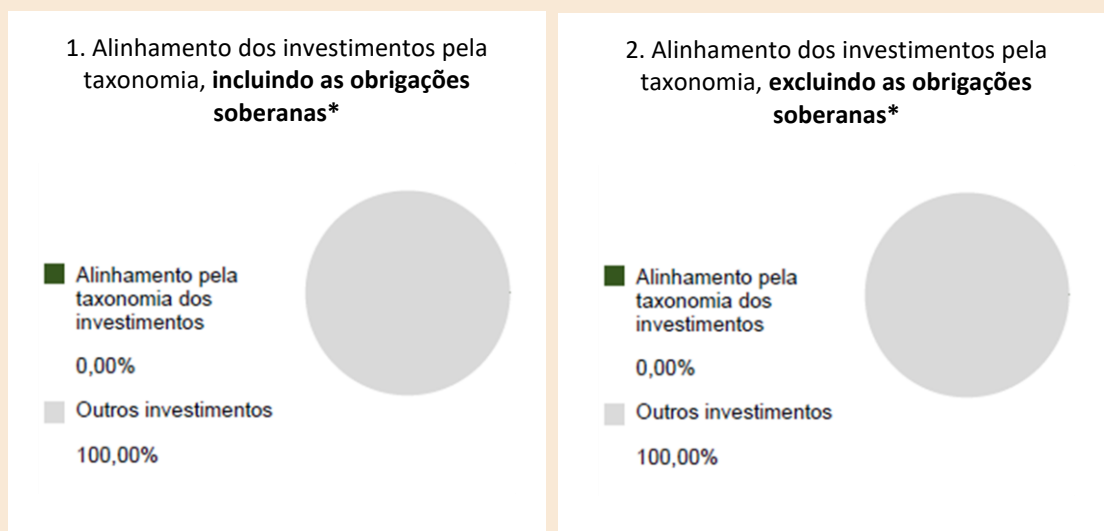 1. Alinhamento dos investimentos pela
taxonomia, incluindo as obrigações
soberanas*
Alinhamento pela
taxonomia dos
investimentos
0,00%
Outros investimentos
100,00%
2. Alinhamento dos investimentos pela
taxonomia, excluindo as obrigações
soberanas*
Alinhamento pela
taxonomia dos
investimentos
0,00%
Outros investimentos
100,00%